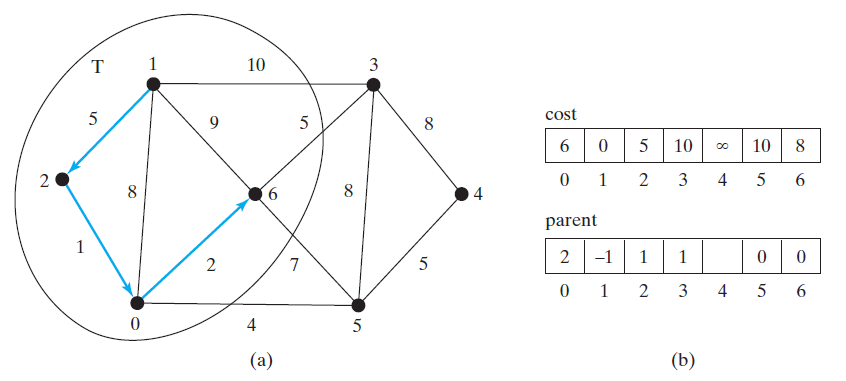 T 1 10 3
5 9 5 8
2 8 6 8 4
1 2 7 5
0 4 5
(a)
cost
6 0 5 10 ∞ 10 8
0 1 2 3 4 5 6
parent
2 –1 1 1 0 0
0 1 2 3 4 5 6
(b)